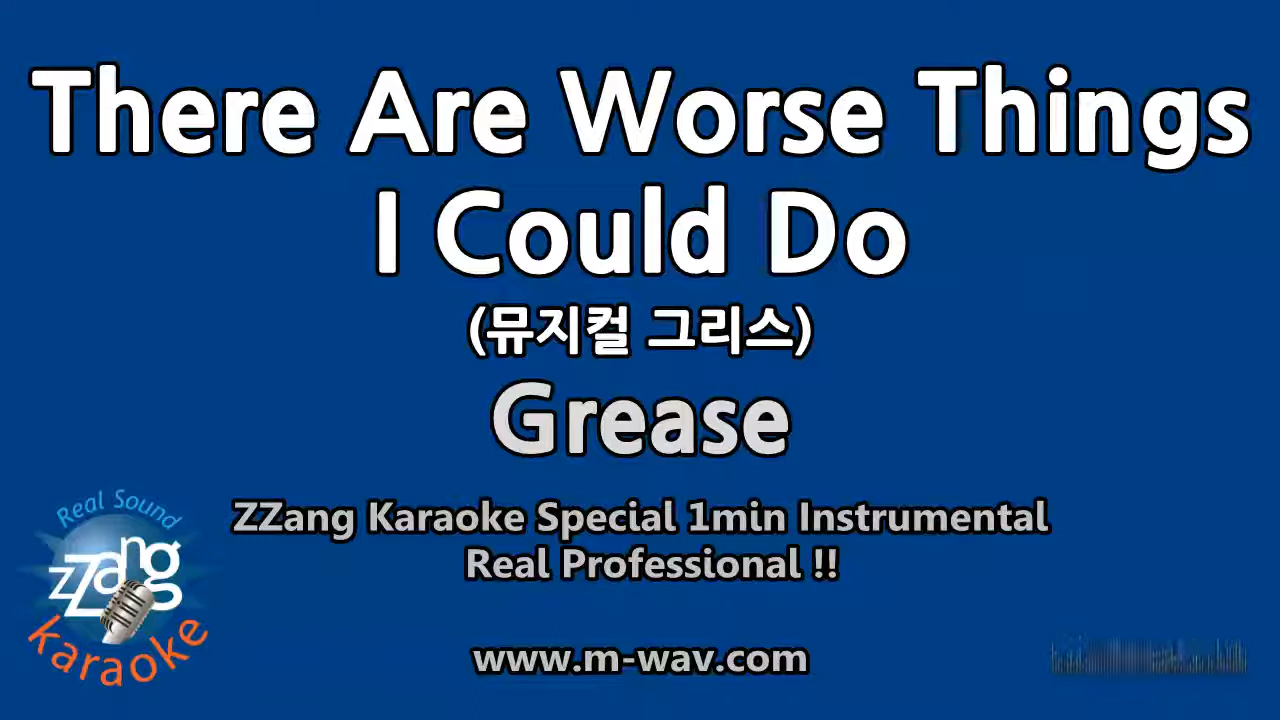 There Are Worse Things
I Could Do
(뮤지컬 그리스)
Grease
ZZang Karaoke Special 1min Instrumental
Real Professional !!
Real Sound
zZang
karaoke
www.m-wav.com